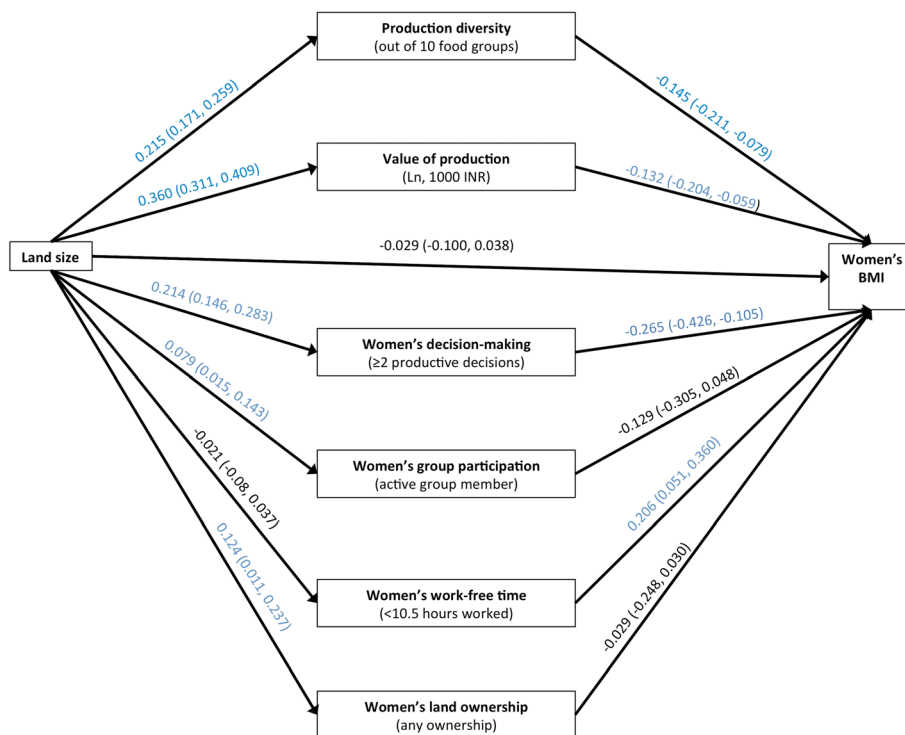 Production diversity
(out of 10 food groups)
0.215 (0.171, 0.259)
-0.145 (-0.211, -0.079)
Value of production
(Ln, 1000 INR)
0.360 (0.311, 0.409)
-0.132 (-0.204, -0.059)
Land size
-0.029 (-0.100, 0.038)
Women's
BMI
0.214 (0.146, 0.283)
Women's decision-making
(≥2 productive decisions)
-0.265 (-0.426, -0.105)
0.079 (0.015, 0.143)
Women's group participation
(active group member)
-0.129 (-0.305, 0.048)
-0.021 (-0.08, 0.037)
Women's work-free time
(<10.5 hours worked)
0.206 (0.051, 0.360)
0.124 (0.011, 0.237)
Women's land ownership
(any ownership)
-0.029 (-0.248, 0.030)